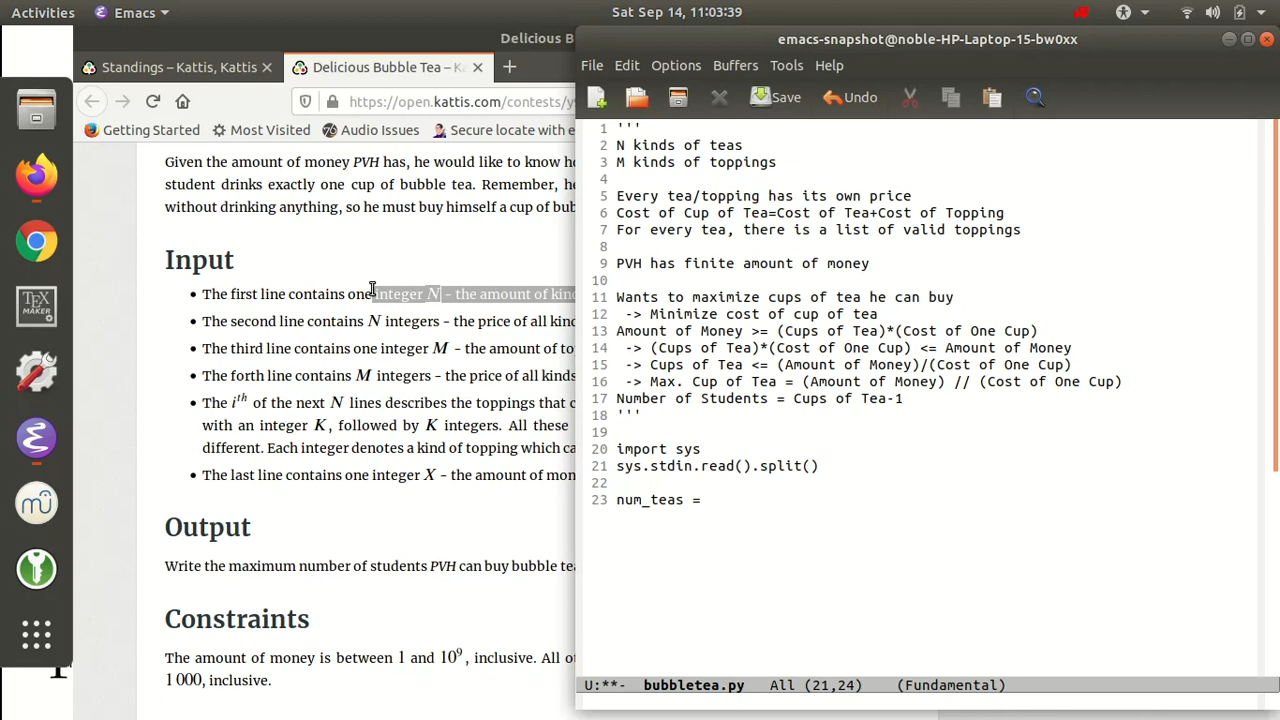 Activities Emacs Sat Sep 14, 11:03:39
Delicious Bub
Standings – Kattis, Kattis
Delicious Bubble Tea – Ka
https://open.kattis.com/contests/y
Getting Started Most Visited Audio Issues Secure locate with e
Given the amount of money PVH has, he would like to know
student drinks exactly one cup of bubble tea. Remember, he
without drinking anything, so he must buy himself a cup of bub
Input
The first line contains one integer N - the amount of kind
The second line contains N integers - the price of all kind
The third line contains one integer M - the amount of to
The forth line contains M integers - the price of all kinds
The ith of the next N lines describes the toppings that
with an integer K, followed by K integers. All these
different. Each integer denotes a kind of topping which ca
The last line contains one integer X - the amount of mon
Output
Write the maximum number of students PVH can buy bubble tea
Constraints
The amount of money is between 1 and 10^9, inclusive. All
1 000, inclusive.
emacs-snapshot@noble-HP-Laptop-15-bw0xx
File Edit Options Buffers Tools Help
Save Undo
1 '''
2 N kinds of teas
3 M kinds of toppings
4
5 Every tea/topping has its own price
6 Cost of Cup of Tea=Cost of Tea+Cost of Topping
7 For every tea, there is a list of valid toppings
8
9 PVH has finite amount of money
10
11 Wants to maximize cups of tea he can buy
12 -> Minimize cost of cup of tea
13 Amount of Money >= (Cups of Tea)*(Cost of One Cup)
14 -> (Cups of Tea)*(Cost of One Cup) <= Amount of Money
15 -> Cups of Tea <= (Amount of Money)/(Cost of One Cup)
16 -> Max. Cup of Tea = (Amount of Money) // (Cost of One Cup)
17 Number of Students = Cups of Tea-1
18 '''
19
20 import sys
21 sys.stdin.read().split()
22
23 num_teas =
U:**- bubbletea.py All (21,24) (Fundamental)
TEX
MAKER
mu